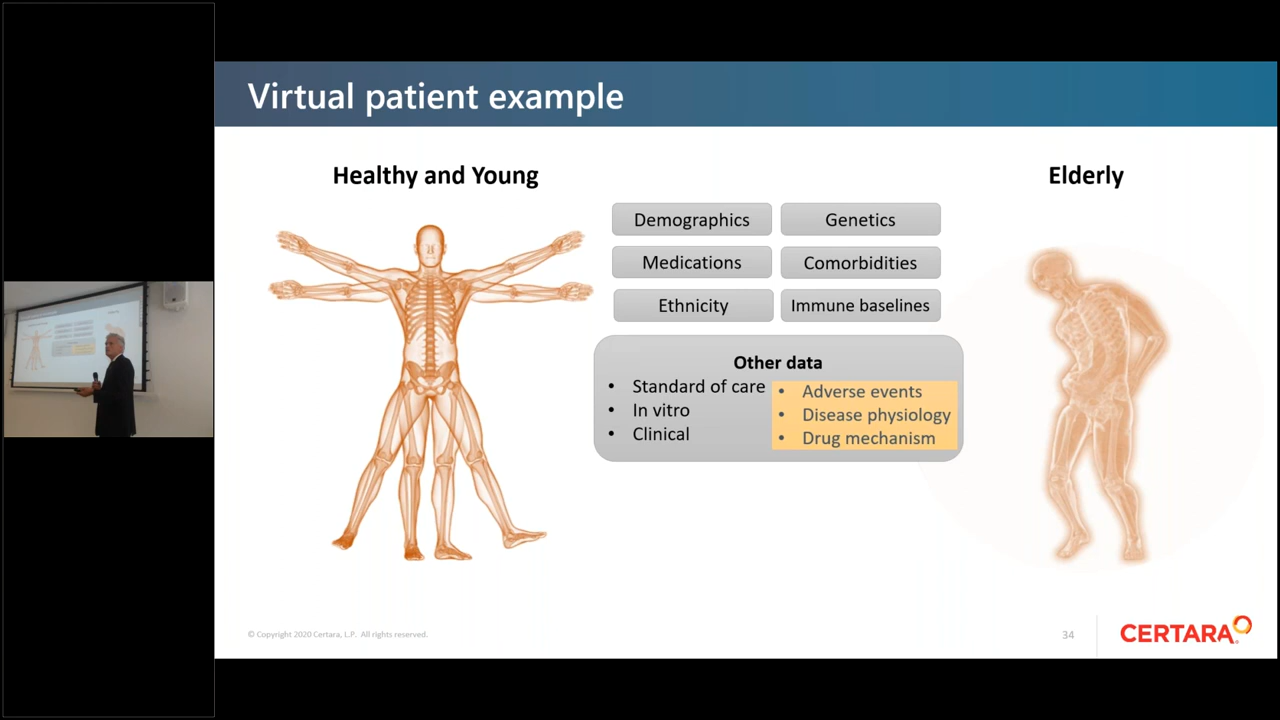 Virtual patient example
Healthy and Young
Elderly
Demographics
Genetics
Medications
Comorbidities
Ethnicity
Immune baselines
Other data
• Standard of care
• In vitro
• Clinical
• Adverse events
• Disease physiology
• Drug mechanism
© Copyright 2020 Certara, L.P. All rights reserved.
34
CERTARA